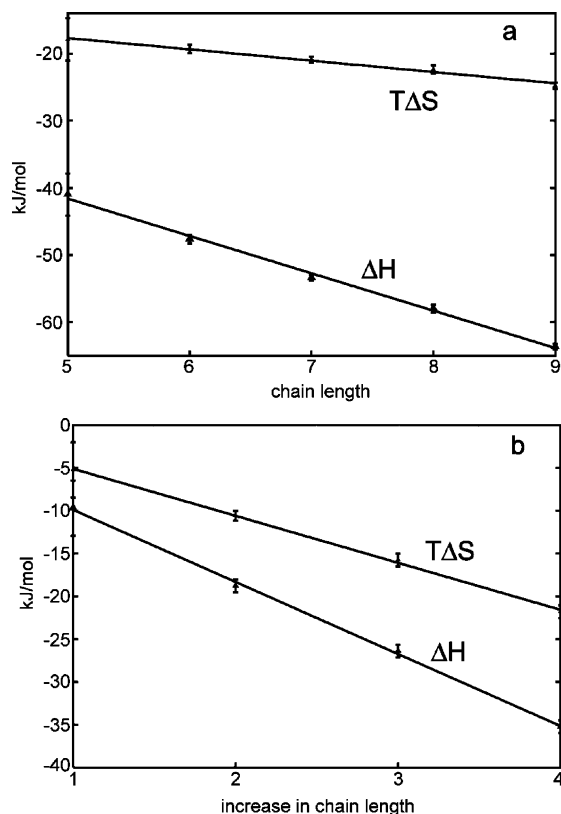 a
-20
-30
-40
-50
-60
kJ/mol
TΔS
ΔH
5 6 7 8 9
chain length
b
0
-5
-10
-15
-20
-25
-30
-35
-40
kJ/mol
TΔS
ΔH
1 2 3 4
increase in chain length